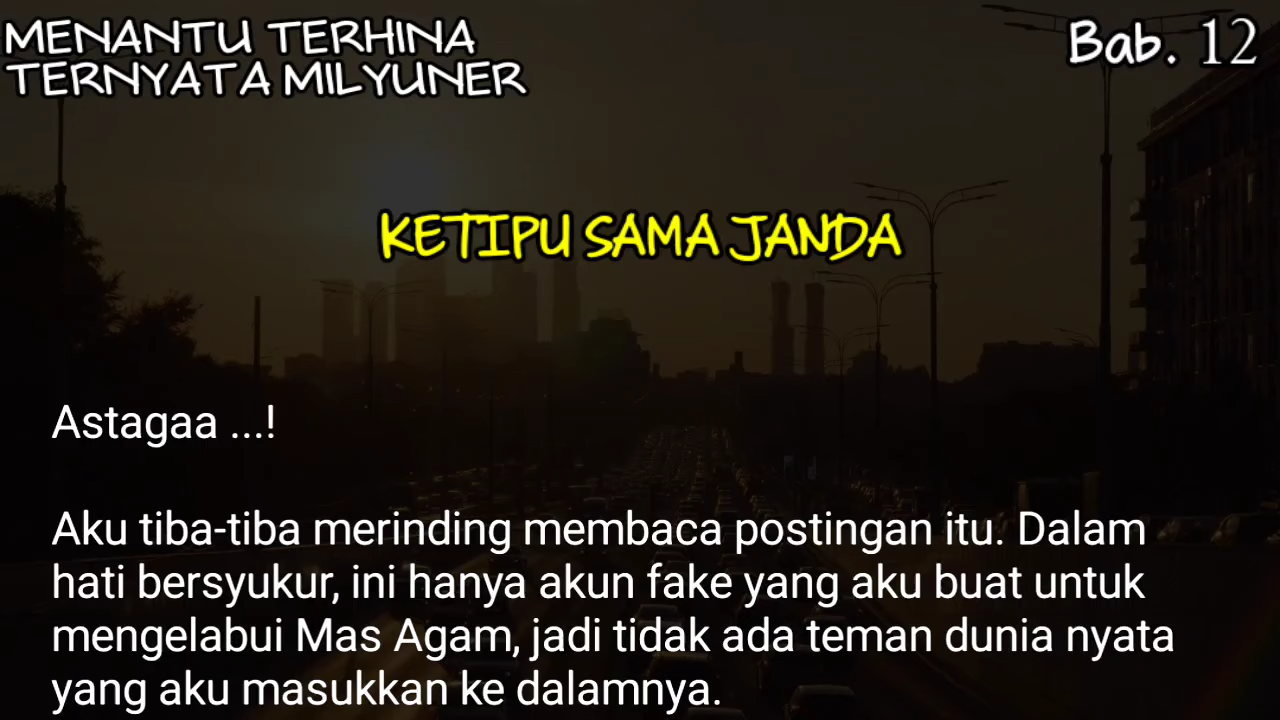 MENANTU TERHINA
TERNYATA MILYUNER
Bab. 12
KETIPU SAMA JANDA
Astagaa ...!
Aku tiba-tiba merinding membaca postingan itu. Dalam
hati bersyukur, ini hanya akun fake yang aku buat untuk
mengelabui Mas Agam, jadi tidak ada teman dunia nyata
yang aku masukkan ke dalamnya.